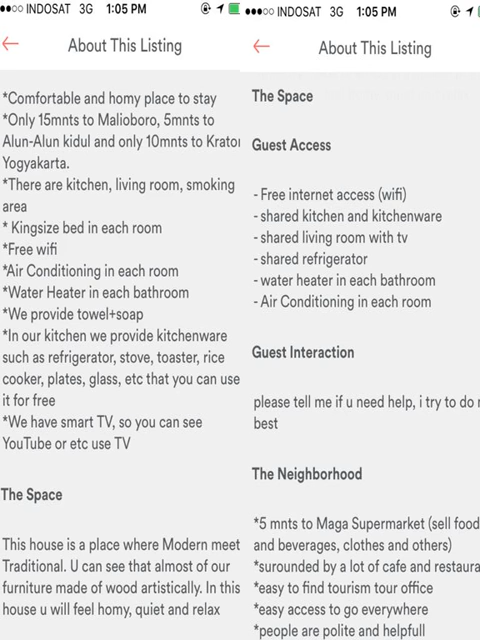 INDOSAT 3G 1:05 PM
About This Listing
*Comfortable and homy place to stay
*Only 15mnts to Malioboro, 5mnts to
Alun-Alun kidul and only 10mnts to Kraton
Yogyakarta.
*There are kitchen, living room, smoking
area
* Kingsize bed in each room
*Free wifi
*Air Conditioning in each room
*Water Heater in each bathroom
*We provide towel+soap
*In our kitchen we provide kitchenware
such as refrigerator, stove, toaster, rice
cooker, plates, glass, etc that you can use
it for free
*We have smart TV, so you can see
YouTube or etc use TV
The Space
This house is a place where Modern meet
Traditional. U can see that almost of our
furniture made of wood artistically. In this
house u will feel homy, quiet and relax
INDOSAT 3G 1:05 PM
About This Listing
The Space
Guest Access
- Free internet access (wifi)
- shared kitchen and kitchenware
- shared living room with tv
- shared refrigerator
- water heater in each bathroom
- Air Conditioning in each room
Guest Interaction
please tell me if u need help, i try to do
best
The Neighborhood
*5 mnts to Maga Supermarket (sell food
and beverages, clothes and others)
*surounded by a lot of cafe and restaura
*easy to find tourism tour office
*easy access to go everywhere
*people are polite and helpfull